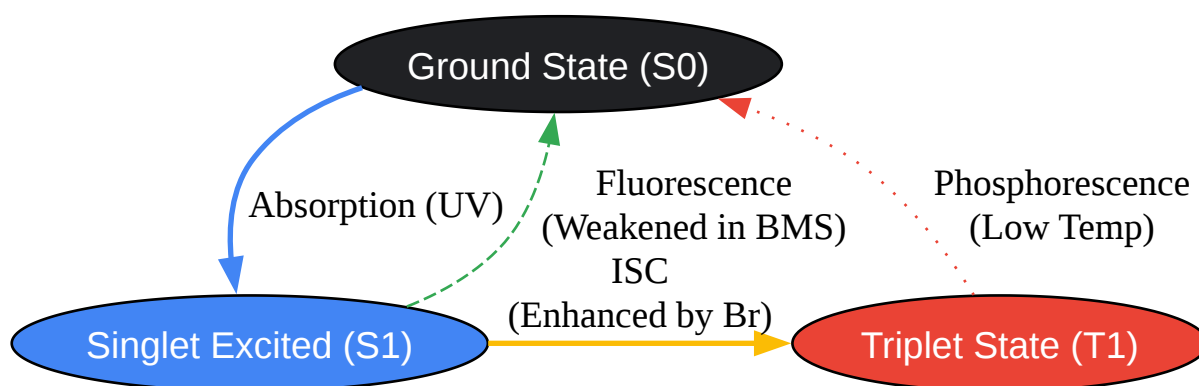 Ground State (S0)
Absorption (UV)
Fluorescence
(Weakened in BMS)
Phosphorescence
(Low Temp)
ISC
(Enhanced by Br)
Singlet Excited (S1)
Triplet State (T1)